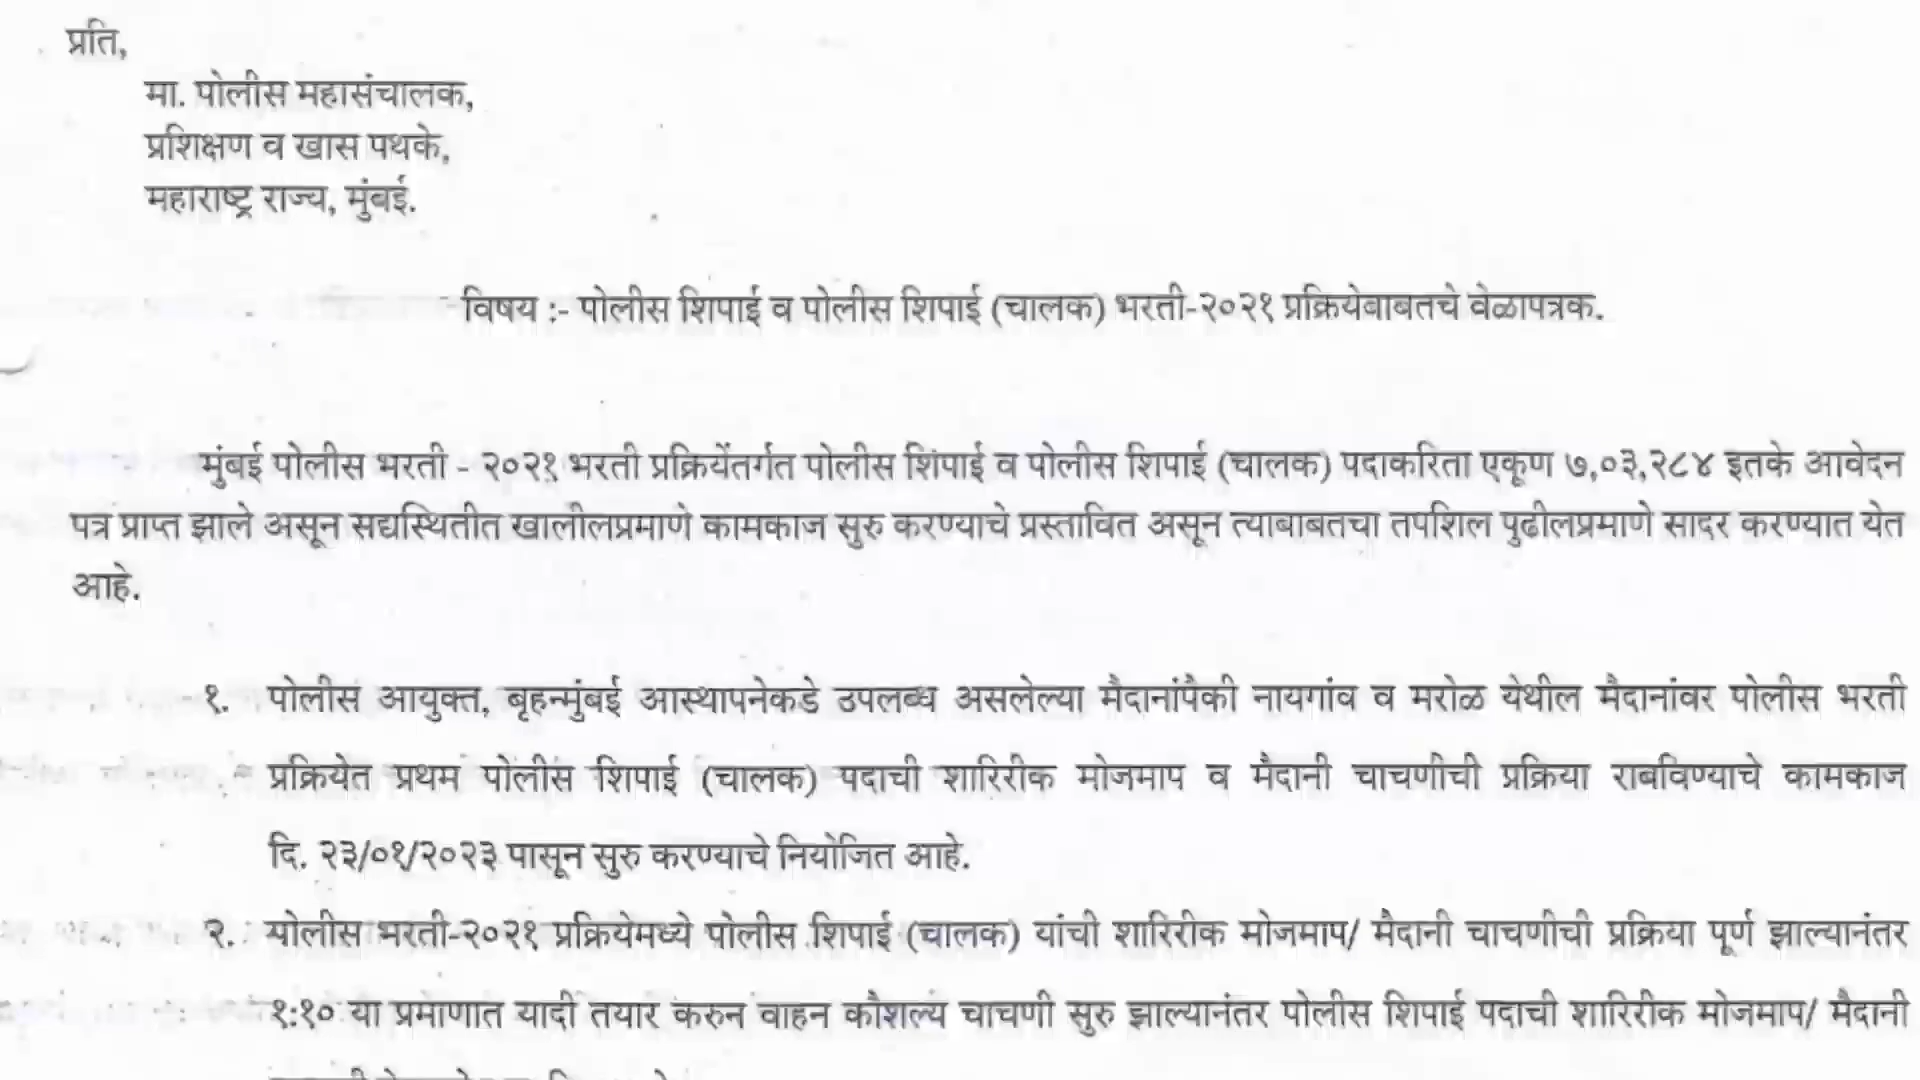 प्रति,
मा. पोलीस महासंचालक,
प्रशिक्षण व खास पथके,
महाराष्ट्र राज्य, मुंबई.
विषय :- पोलीस शिपाई व पोलीस शिपाई (चालक) भरती-२०२१ प्रक्रियेबाबतचे वेळापत्रक.
मुंबई पोलीस भरती - २०२१ भरती प्रक्रियेंतर्गत पोलीस शिपाई व पोलीस शिपाई (चालक) पदाकरिता एकूण ७,०३,२८४ इतके आवेदन
पत्र प्राप्त झाले असून सद्यस्थितीत खालीलप्रमाणे कामकाज सुरु करण्याचे प्रस्तावित असून त्याबाबतचा तपशिल पुढीलप्रमाणे सादर करण्यात येत
आहे.
१. पोलीस आयुक्त, बृहन्मुंबई आस्थापनेकडे उपलब्ध असलेल्या मैदानांपैकी नायगांव व मरोळ येथील मैदानांवर पोलीस भरती
प्रक्रियेत प्रथम पोलीस शिपाई (चालक) पदाची शारिरीक मोजमाप व मैदानी चाचणीची प्रक्रिया राबविण्याचे कामकाज
दि. २३/०१/२०२३ पासून सुरु करण्याचे नियोजित आहे.
२. पोलीस भरती-२०२१ प्रक्रियेमध्ये पोलीस शिपाई (चालक) यांची शारिरीक मोजमाप/ मैदानी चाचणीची प्रक्रिया पूर्ण झाल्यानंतर
१:१० या प्रमाणात यादी तयार करुन वाहन कौशल्य चाचणी सुरु झाल्यानंतर पोलीस शिपाई पदाची शारिरीक मोजमाप/ मैदानी